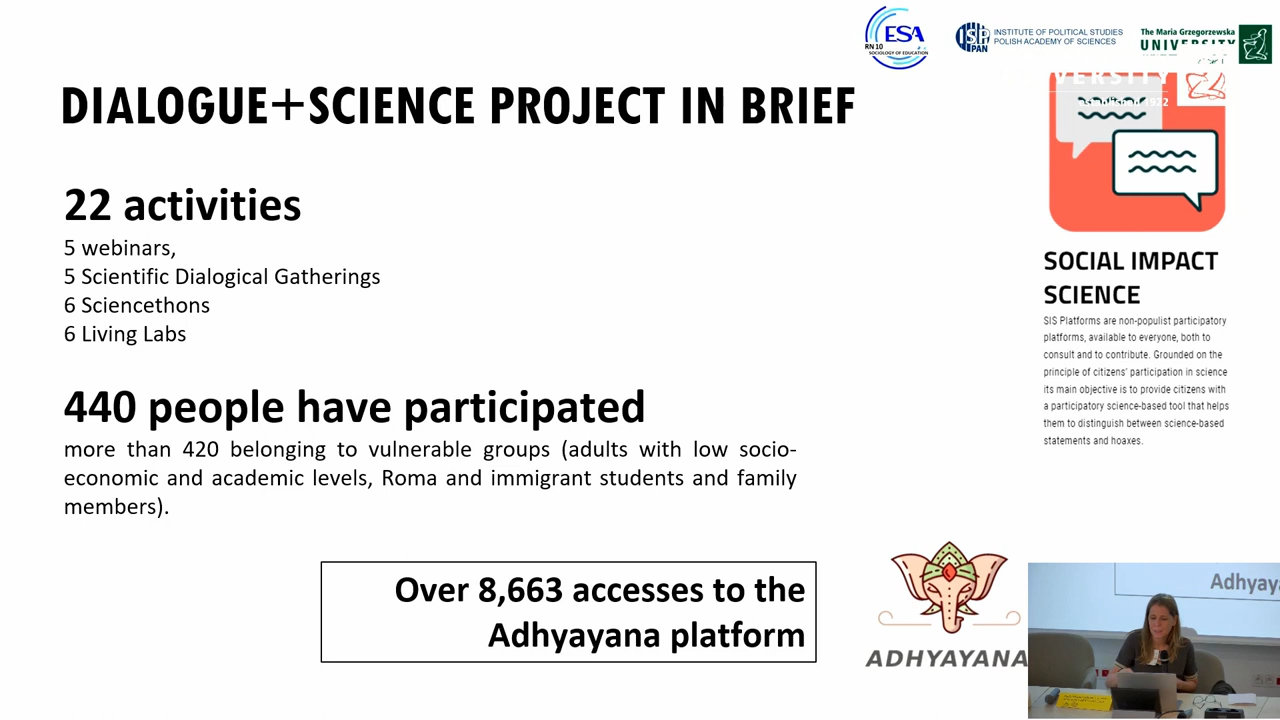 ESA
RN 10
SOCIOLOGY OF EDUCATION
ISP
PAN
INSTITUTE OF POLITICAL STUDIES
POLISH ACADEMY OF SCIENCES
The Maria Grzegorzewska
UNIVERSITY
established 1922
DIALOGUE+SCIENCE PROJECT IN BRIEF
22 activities
5 webinars,
5 Scientific Dialogical Gatherings
6 Sciencethons
6 Living Labs
440 people have participated
more than 420 belonging to vulnerable groups (adults with low socio-
economic and academic levels, Roma and immigrant students and family
members).
Over 8,663 accesses to the
Adhyayana platform
SOCIAL IMPACT
SCIENCE
SIS Platforms are non-populist participatory
platforms, available to everyone, both to
consult and to contribute. Grounded on the
principle of citizens' participation in science
its main objective is to provide citizens with
a participatory science-based tool that helps
them to distinguish between science-based
statements and hoaxes.
ADHYAYANA